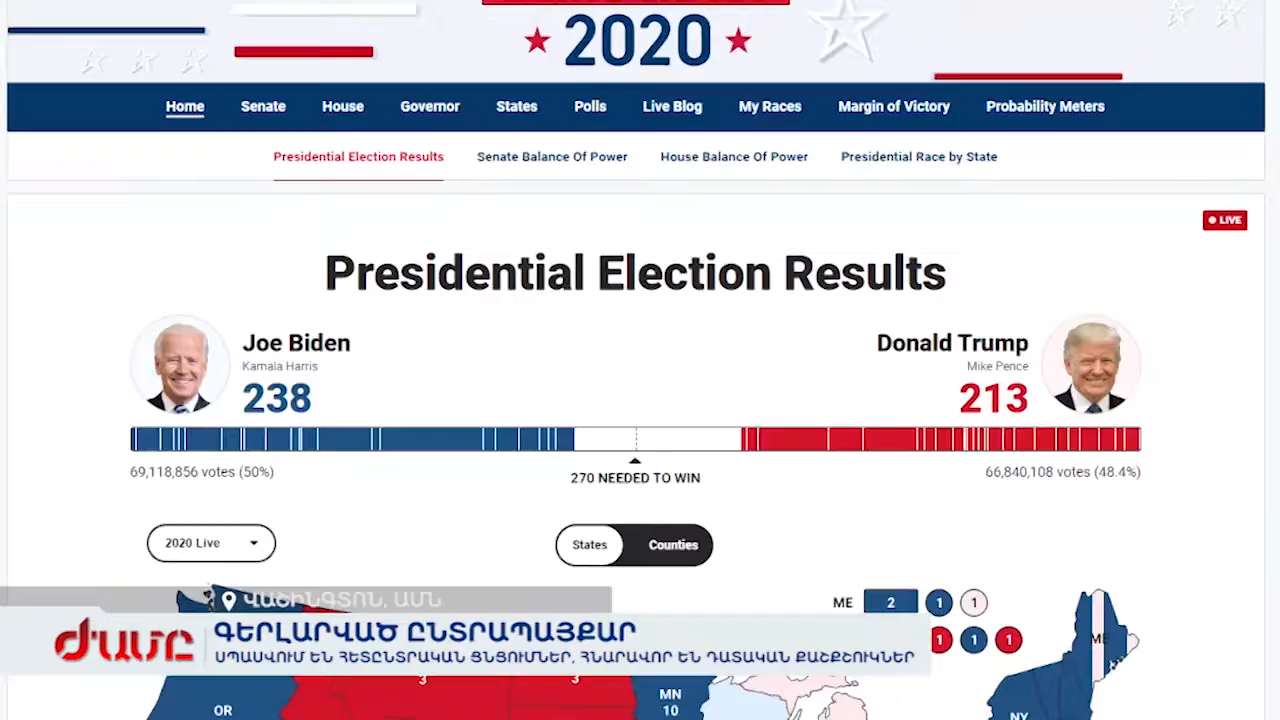 2020
Home Senate House Governor States Polls Live Blog My Races Margin of Victory Probability Meters
Presidential Election Results Senate Balance Of Power House Balance Of Power Presidential Race by State
LIVE
Presidential Election Results
Joe Biden
Kamala Harris
238
Donald Trump
Mike Pence
213
69,118,856 votes (50%)
270 NEEDED TO WIN
66,840,108 votes (48.4%)
2020 Live
States Counties
ME 2 1 1
1 1 1
ՎԱՇԻՆԳՏՈՆ, ԱՄՆ
ԺԱՄԸ
ԳԵՐԼԱՐՎԱԾ ԸՆՏՐԱՊԱՅՔԱՐ
ՍՊԱՍՎՈՒՄ ԵՆ ՀԵՏԸՆՏՐԱԿԱՆ ՑՆՑՈՒՄՆԵՐ, ՀՆԱՐԱՎՈՐ ԵՆ ԴԱՏԱԿԱՆ ՔԱՇՔՇՈՒԿՆԵՐ
ME
3
3
MN
10
OR
NY